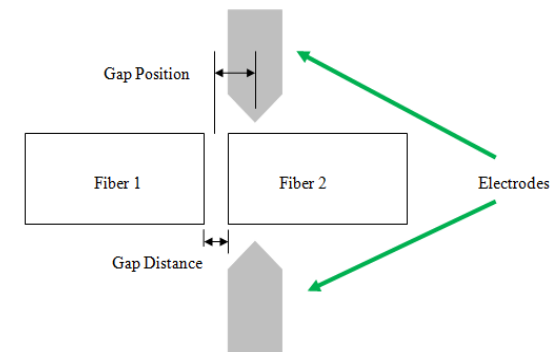 Gap Position
Fiber 1
Fiber 2
Electrodes
Gap Distance